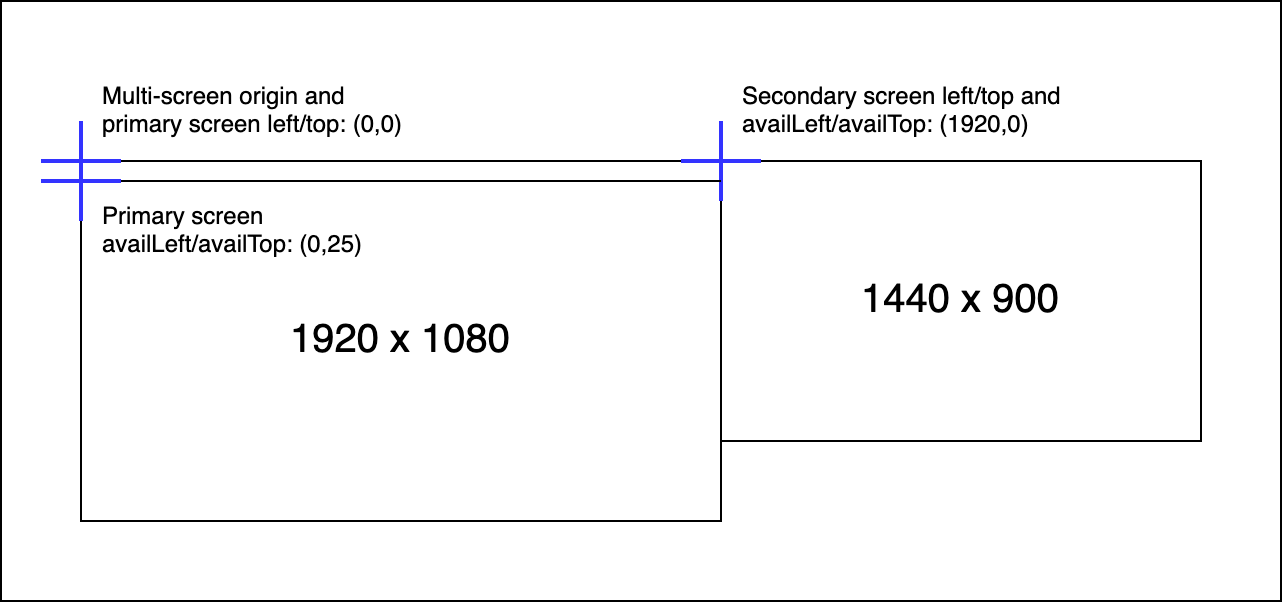 Multi-screen origin and
primary screen left/top: (0,0)
Secondary screen left/top and
availLeft/availTop: (1920,0)
Primary screen
availLeft/availTop: (0,25)
1920 x 1080
1440 x 900